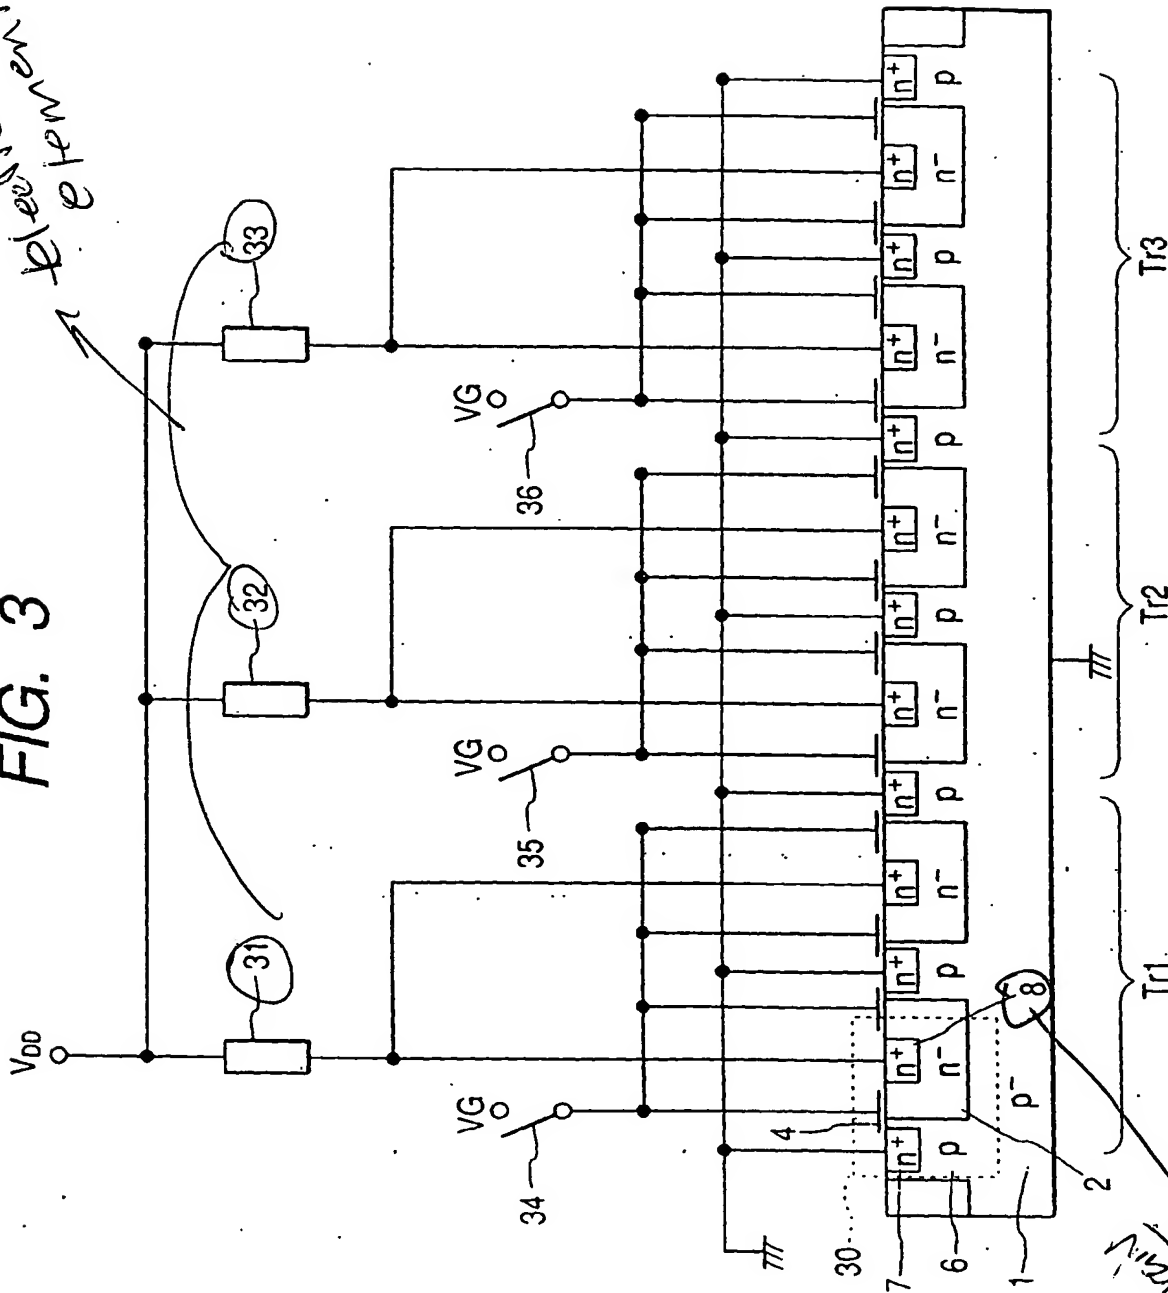 element
FIG. 3
VDD
31
32
33
VG
VG
VG
34
35
36
30
4
7
n+
n+
n+
n+
n+
n+
n+
n+
n+
n+
n+
n+
n+
6
p
n⁻
p
n⁻
p
n⁻
p
n⁻
p
n⁻
p
n⁻
p
1
p⁻
2
8
Tr1
Tr2
Tr3